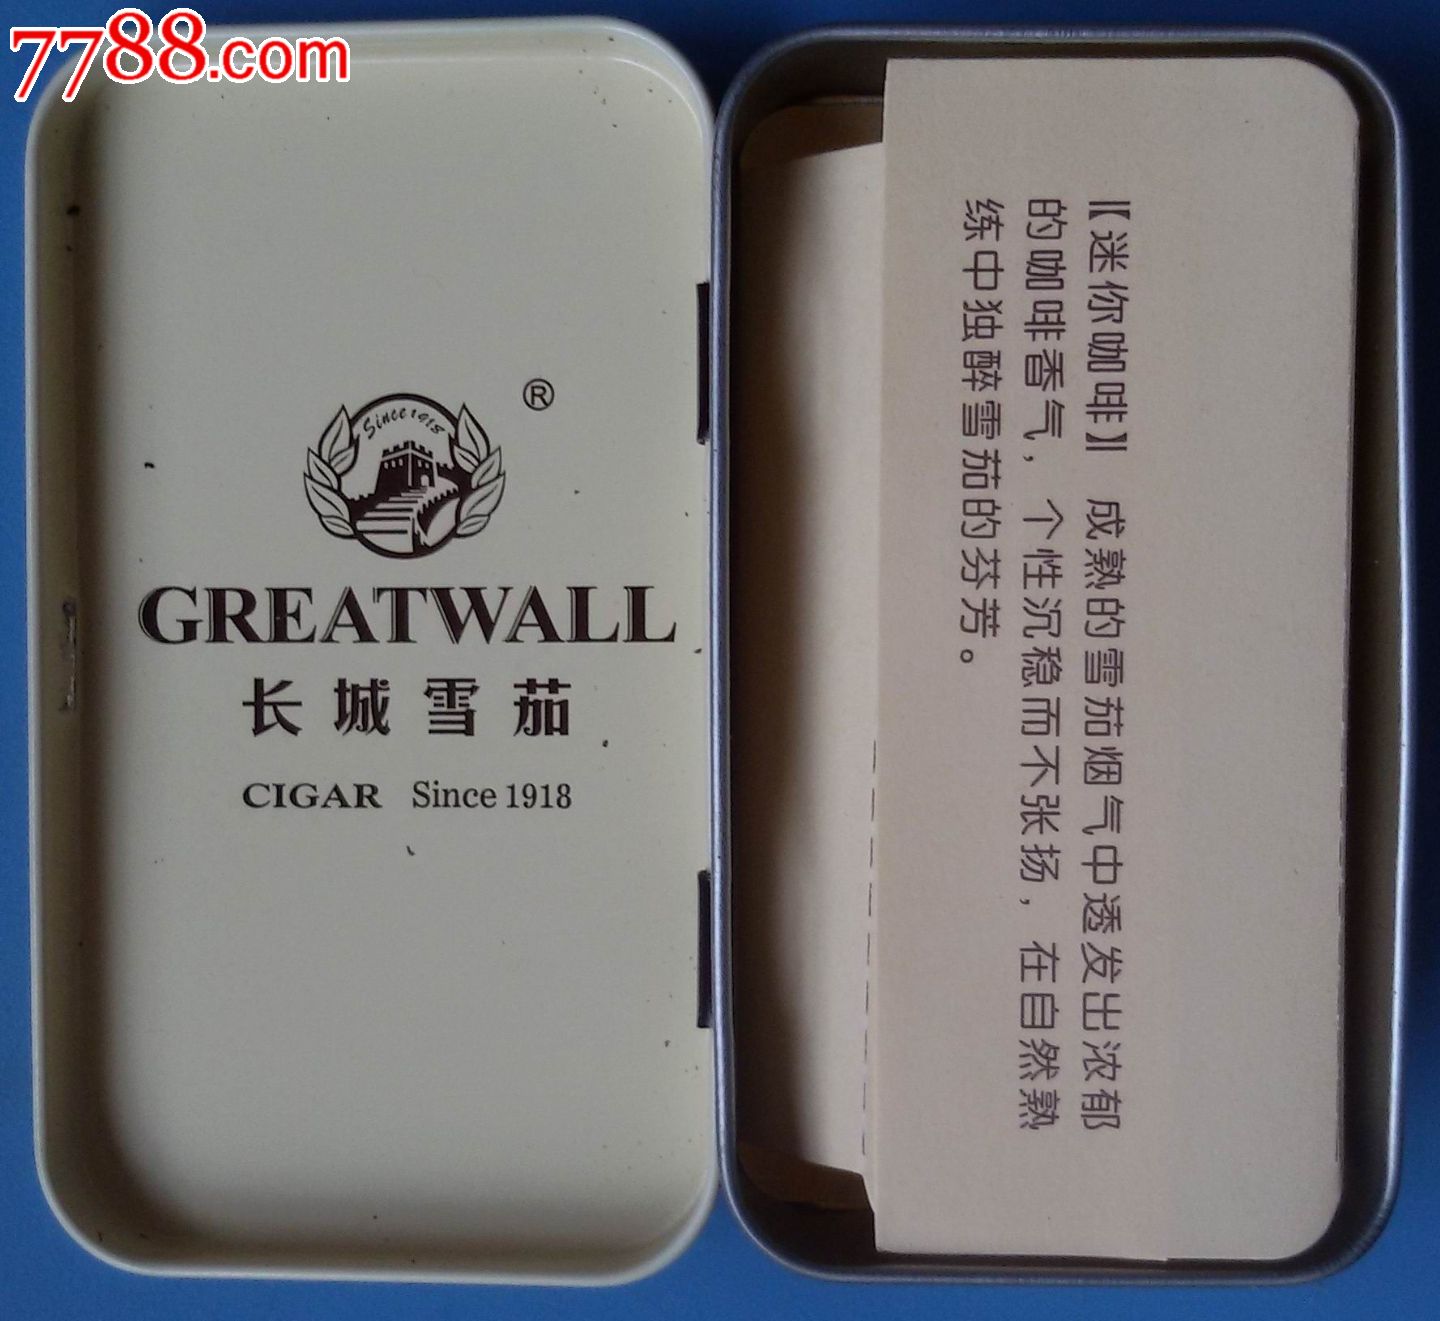 7788.com
Since 1918
®
GREATWALL
长城雪茄
CIGAR Since 1918
【迷你咖啡】 成熟的雪茄烟气中透发出浓郁
的咖啡香气，个性沉稳而不张扬，在自然熟
练中独醉雪茄的芬芳。